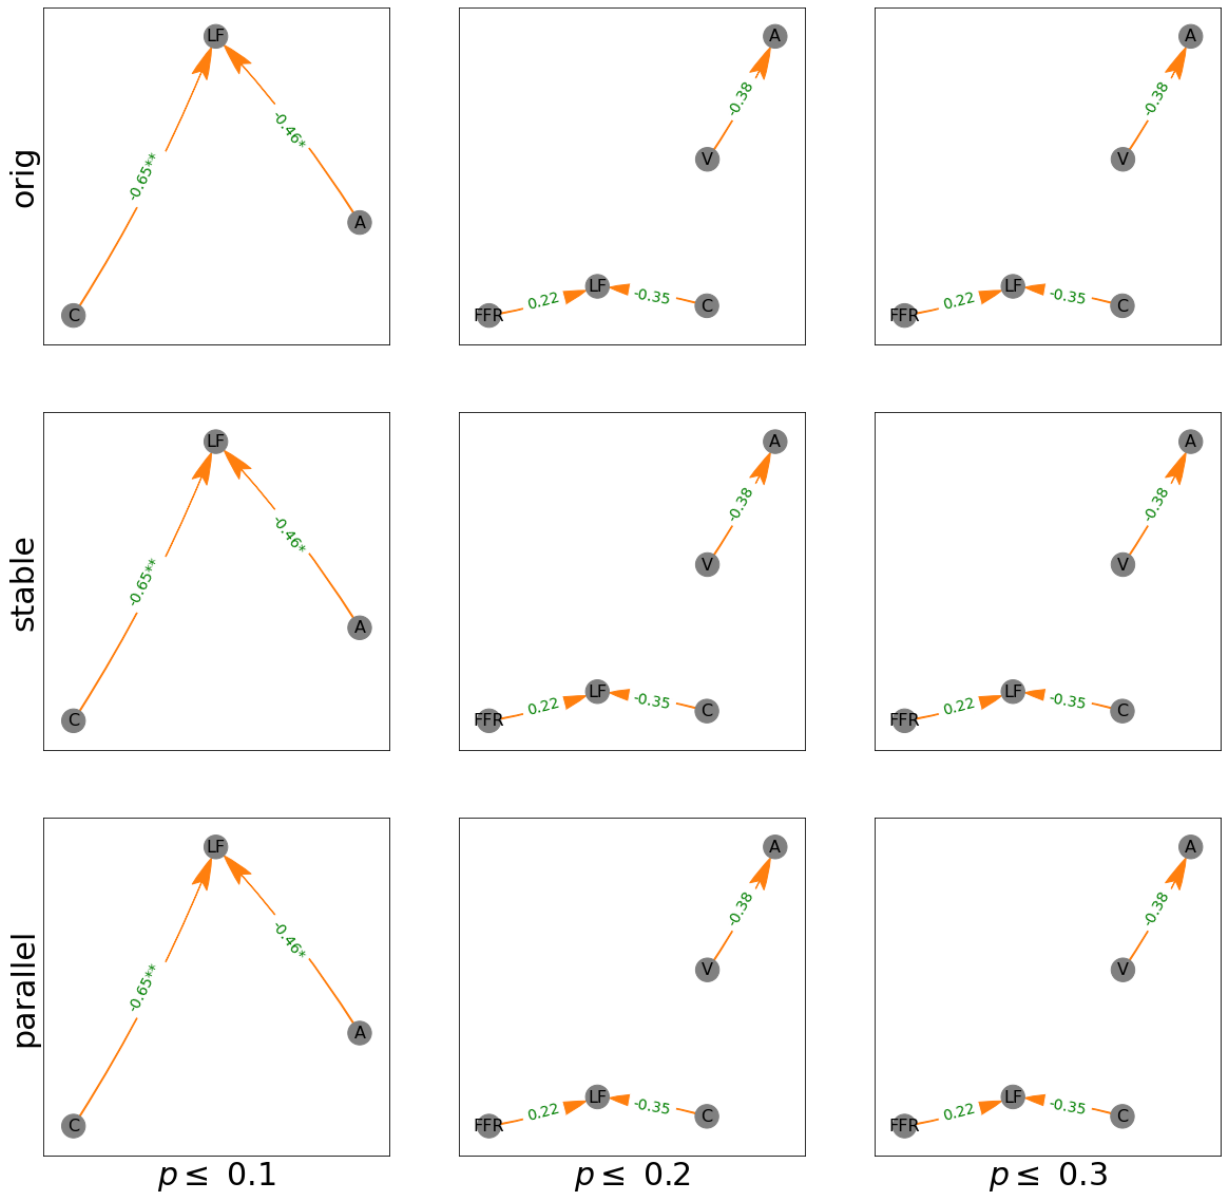 orig
LF
-0.65**
-0.46*
A
C
A
-0.38
V
LF
FFR
0.22
-0.35
C
A
-0.38
V
LF
FFR
0.22
-0.35
C
stable
LF
-0.65**
-0.46*
A
C
A
-0.38
V
LF
FFR
0.22
-0.35
C
A
-0.38
V
LF
FFR
0.22
-0.35
C
parallel
LF
-0.65**
-0.46*
A
C
A
-0.38
V
LF
FFR
0.22
-0.35
C
A
-0.38
V
LF
FFR
0.22
-0.35
C
p ≤ 0.1
p ≤ 0.2
p ≤ 0.3